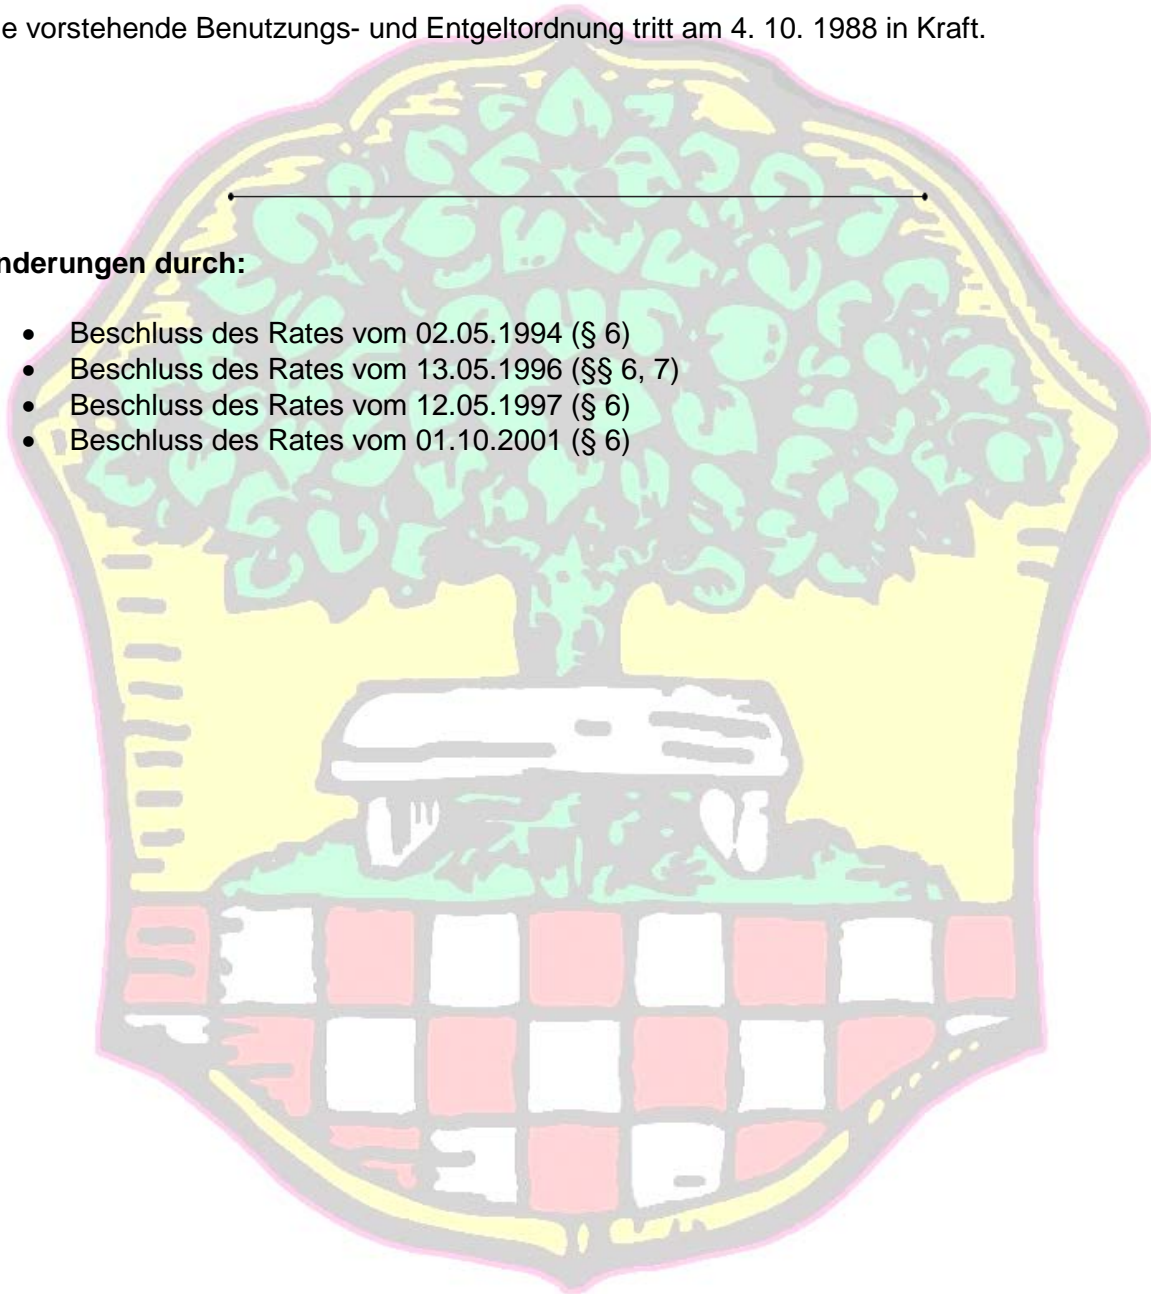 e vorstehende Benutzungs- und Entgeltordnung tritt am 4. 10. 1988 in Kraft.
nderungen durch:
• Beschluss des Rates vom 02.05.1994 (§ 6)
• Beschluss des Rates vom 13.05.1996 (§§ 6, 7)
• Beschluss des Rates vom 12.05.1997 (§ 6)
• Beschluss des Rates vom 01.10.2001 (§ 6)